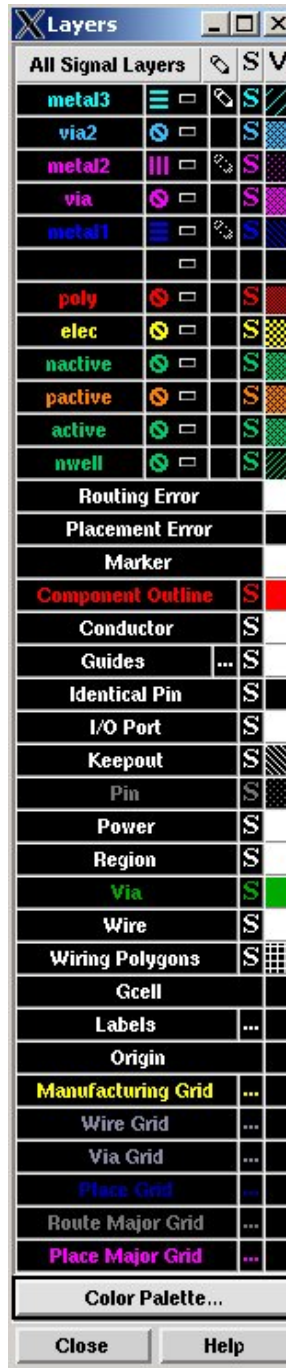 Layers
All Signal Layers S V
metal3 S
via2 S
metal2 S
via S
metal1 S
poly S
elec S
nactive S
pactive S
active S
nwell S
Routing Error
Placement Error
Marker
Component Outline S
Conductor S
Guides ... S
Identical Pin S
I/O Port S
Keepout S
Pin S
Power S
Region S
Via S
Wire S
Wiring Polygons S
Gcell
Labels ...
Origin
Manufacturing Grid ...
Wire Grid ...
Via Grid ...
Place Grid ...
Route Major Grid ...
Place Major Grid ...
Color Palette...
Close Help